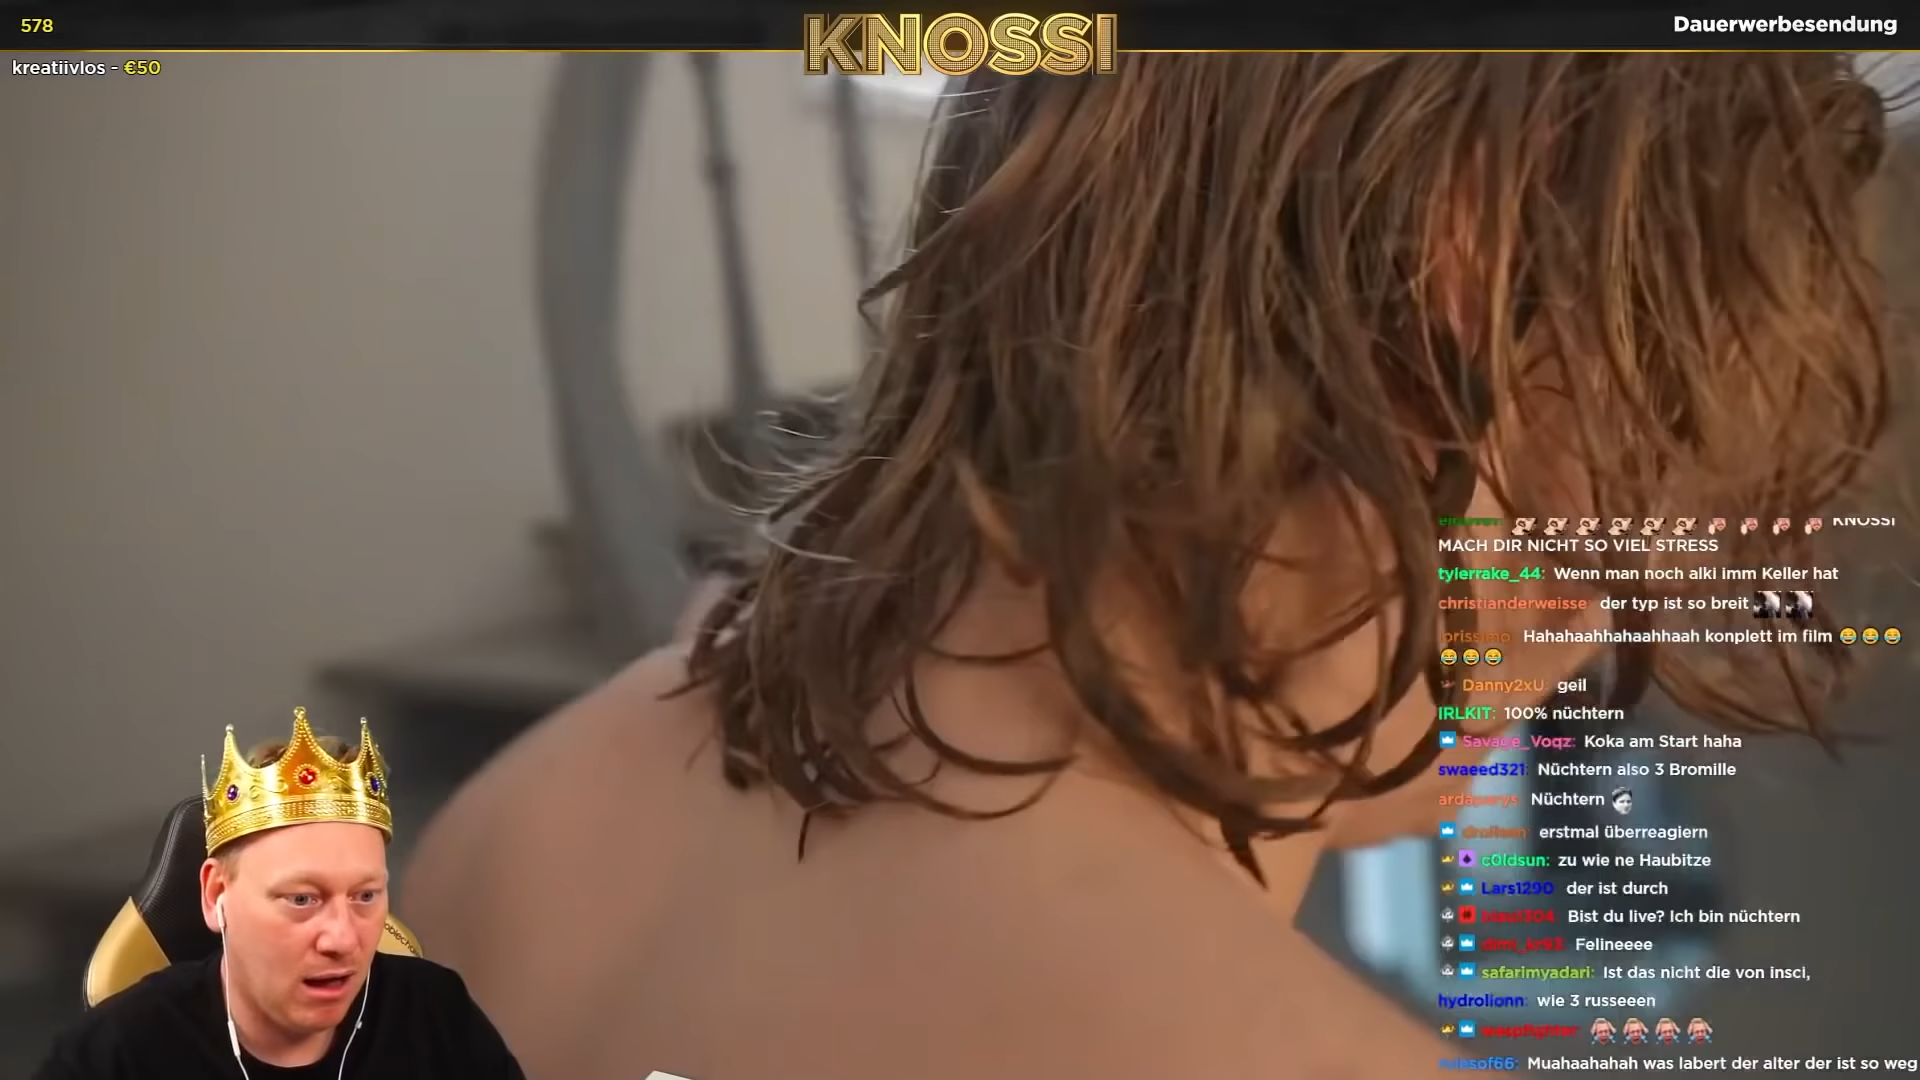 578
KNOSSI
Dauerwerbesendung
kreatiivlos - €50
KNOSSI
MACH DIR NICHT SO VIEL STRESS
tylerrake_44: Wenn man noch alki imm Keller hat
christianderweisse: der typ ist so breit
Hahahaahhahaahhaah konplett im film
Danny2xU: geil
IRLKIT: 100% nüchtern
Savage_Voqz: Koka am Start haha
swaeed321: Nüchtern also 3 Bromille
Nüchtern
erstmal überreagiern
c0ldsun: zu wie ne Haubitze
Lars1290 der ist durch
Bist du live? Ich bin nüchtern
Felineeee
safarimyadari: Ist das nicht die von insci,
hydrolionn: wie 3 russeeen
Muahaahahah was labert der alter der ist so weg